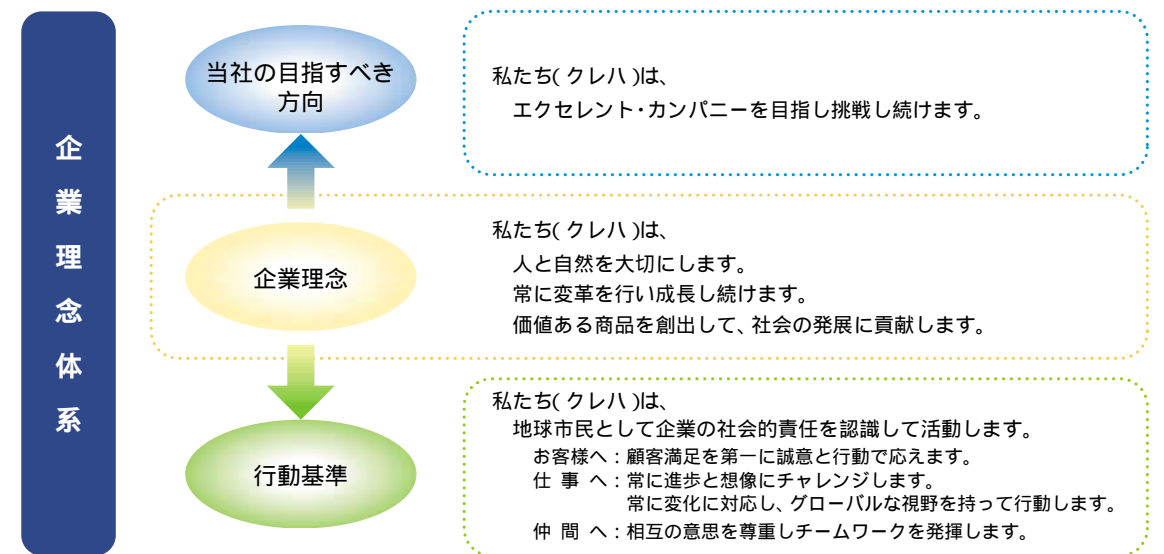 企業理念体系
当社の目指すべき
方向
私たち(クレハ)は、
エクセレント・カンパニーを目指し挑戦し続けます。
企業理念
私たち(クレハ)は、
人と自然を大切にします。
常に変革を行い成長し続けます。
価値ある商品を創出して、社会の発展に貢献します。
行動基準
私たち(クレハ)は、
地球市民として企業の社会的責任を認識して活動します。
お客様へ：顧客満足を第一に誠意と行動で応えます。
仕 事 へ：常に進歩と想像にチャレンジします。
常に変化に対応し、グローバルな視野を持って行動します。
仲 間 へ：相互の意思を尊重しチームワークを発揮します。